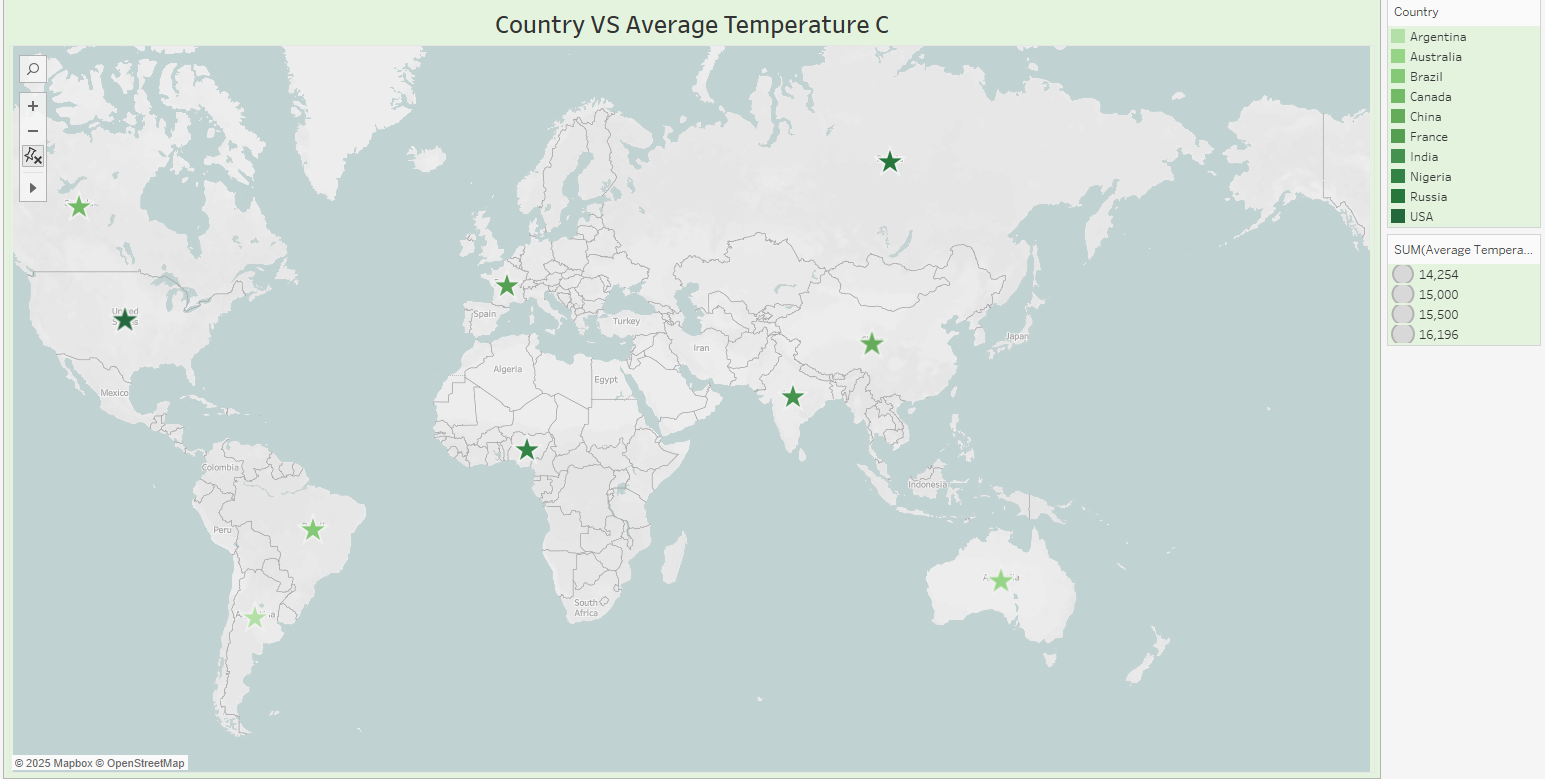 Country VS Average Temperature C
Country
Argentina
Australia
Brazil
Canada
China
France
India
Nigeria
Russia
USA
SUM(Average Tempera...
14,254
15,000
15,500
16,196
United
Spain
Turkey
Iran
Japan
Mexico
Algeria
Egypt
Colombia
Indonesia
Peru
South
Africa
© 2025 Mapbox © OpenStreetMap